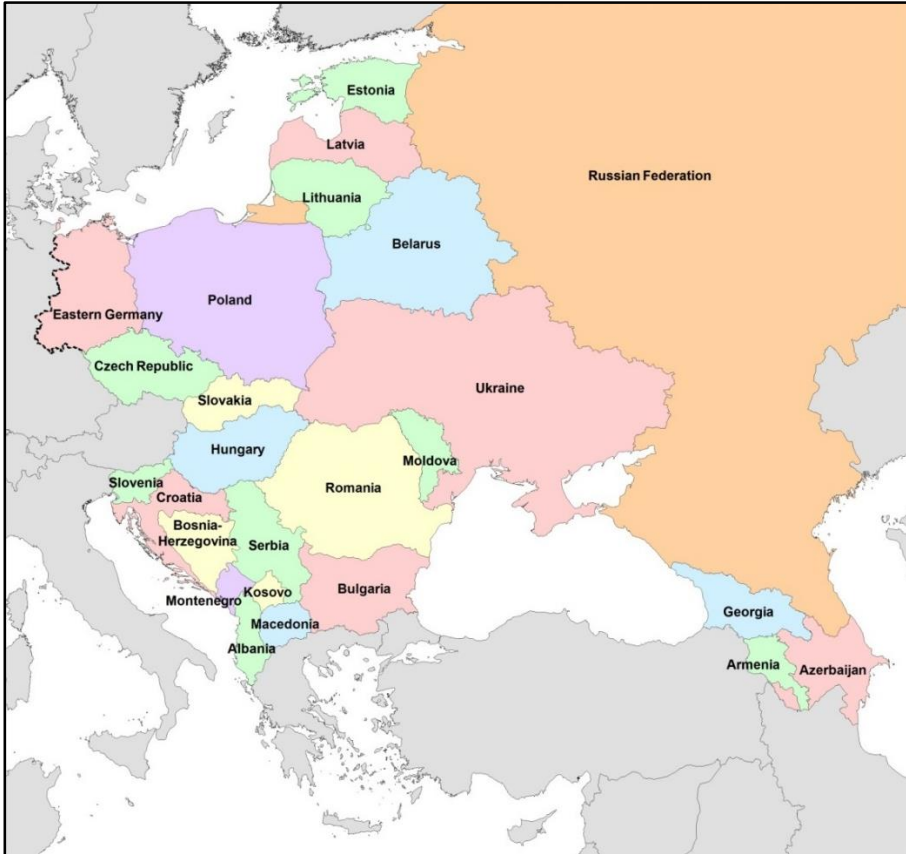 Estonia
Latvia
Russian Federation
Lithuania
Belarus
Poland
Eastern Germany
Czech Republic
Ukraine
Slovakia
Hungary
Moldova
Slovenia
Romania
Croatia
Bosnia-
Herzegovina
Serbia
Bulgaria
Kosovo
Montenegro
Georgia
Macedonia
Albania
Armenia
Azerbaijan